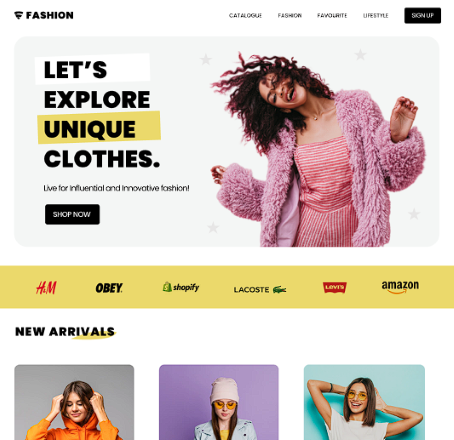 FASHION
CATALOGUE FASHION FAVOURITE LIFESTYLE SIGN UP
LET'S
EXPLORE
UNIQUE
CLOTHES.
Live for Influential and Innovative fashion!
SHOP NOW
H&M OBEY shopify LACOSTE LEVI'S amazon
NEW ARRIVALS